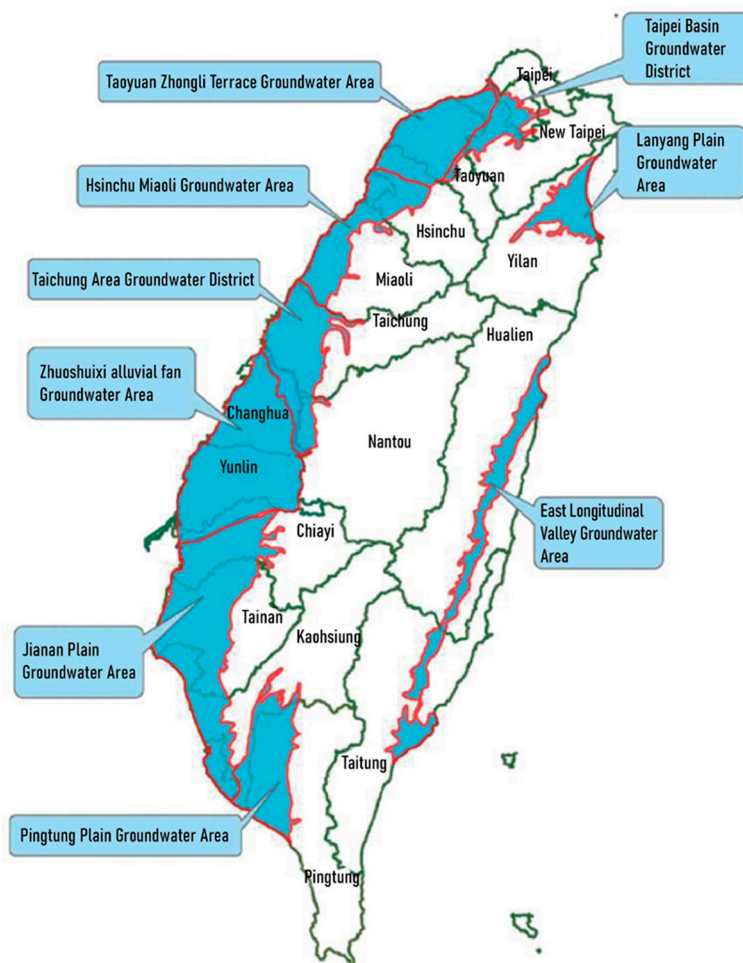 Taipei Basin
Groundwater
District
Taoyuan Zhongli Terrace Groundwater Area
Taipei
New Taipei
Lanyang Plain
Groundwater
Area
Hsinchu Miaoli Groundwater Area
Taoyuan
Hsinchu
Yilan
Taichung Area Groundwater District
Miaoli
Taichung
Hualien
Zhuoshuixi alluvial fan
Groundwater Area
Changhua
Nantou
Yunlin
East Longitudinal
Valley Groundwater
Area
Chiayi
Tainan
Kaohsiung
Jianan Plain
Groundwater Area
Taitung
Pingtung Plain Groundwater Area
Pingtung